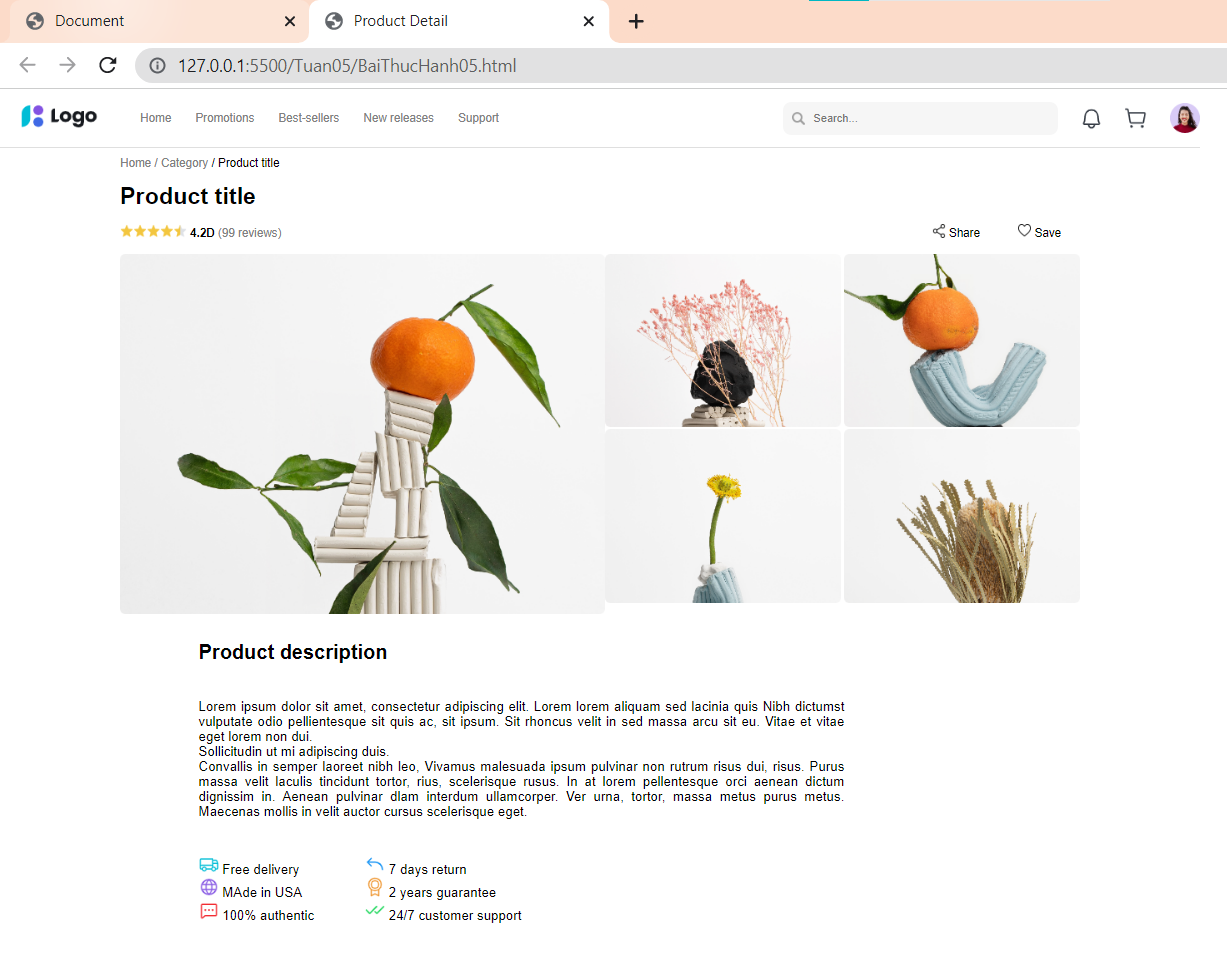 Document
Product Detail
127.0.0.1:5500/Tuan05/BaiThucHanh05.html
Logo
Home Promotions Best-sellers New releases Support
Search...
Home / Category / Product title
Product title
4.2D (99 reviews)
Share
Save
Product description
Lorem ipsum dolor sit amet, consectetur adipiscing elit. Lorem lorem aliquam sed lacinia quis Nibh dictumst
vulputate odio pellentesque sit quis ac, sit ipsum. Sit rhoncus velit in sed massa arcu sit eu. Vitae et vitae
eget lorem non dui.
Sollicitudin ut mi adipiscing duis.
Convallis in semper laoreet nibh leo, Vivamus malesuada ipsum pulvinar non rutrum risus dui, risus. Purus
massa velit laculis tincidunt tortor, rius, scelerisque rusus. In at lorem pellentesque orci aenean dictum
dignissim in. Aenean pulvinar dlam interdum ullamcorper. Ver urna, tortor, massa metus purus metus.
Maecenas mollis in velit auctor cursus scelerisque eget.
Free delivery
7 days return
MAde in USA
2 years guarantee
100% authentic
24/7 customer support